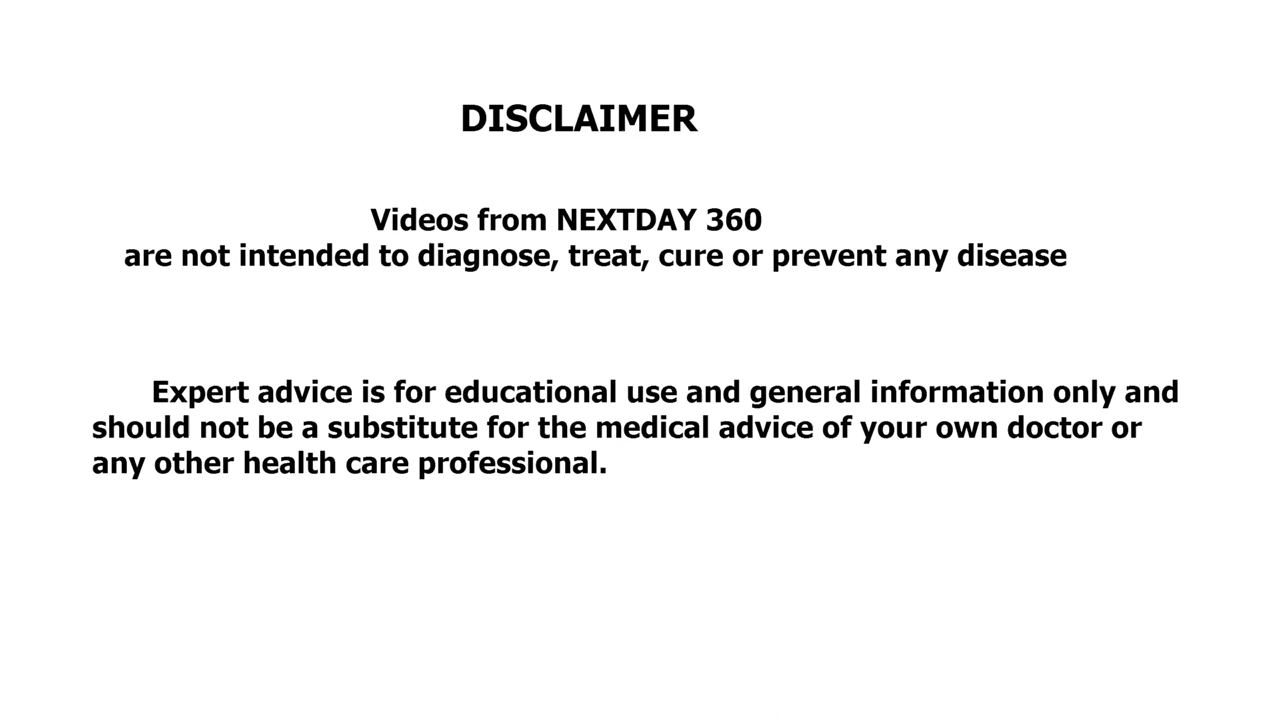 DISCLAIMER
Videos from NEXTDAY 360
are not intended to diagnose, treat, cure or prevent any disease
Expert advice is for educational use and general information only and
should not be a substitute for the medical advice of your own doctor or
any other health care professional.